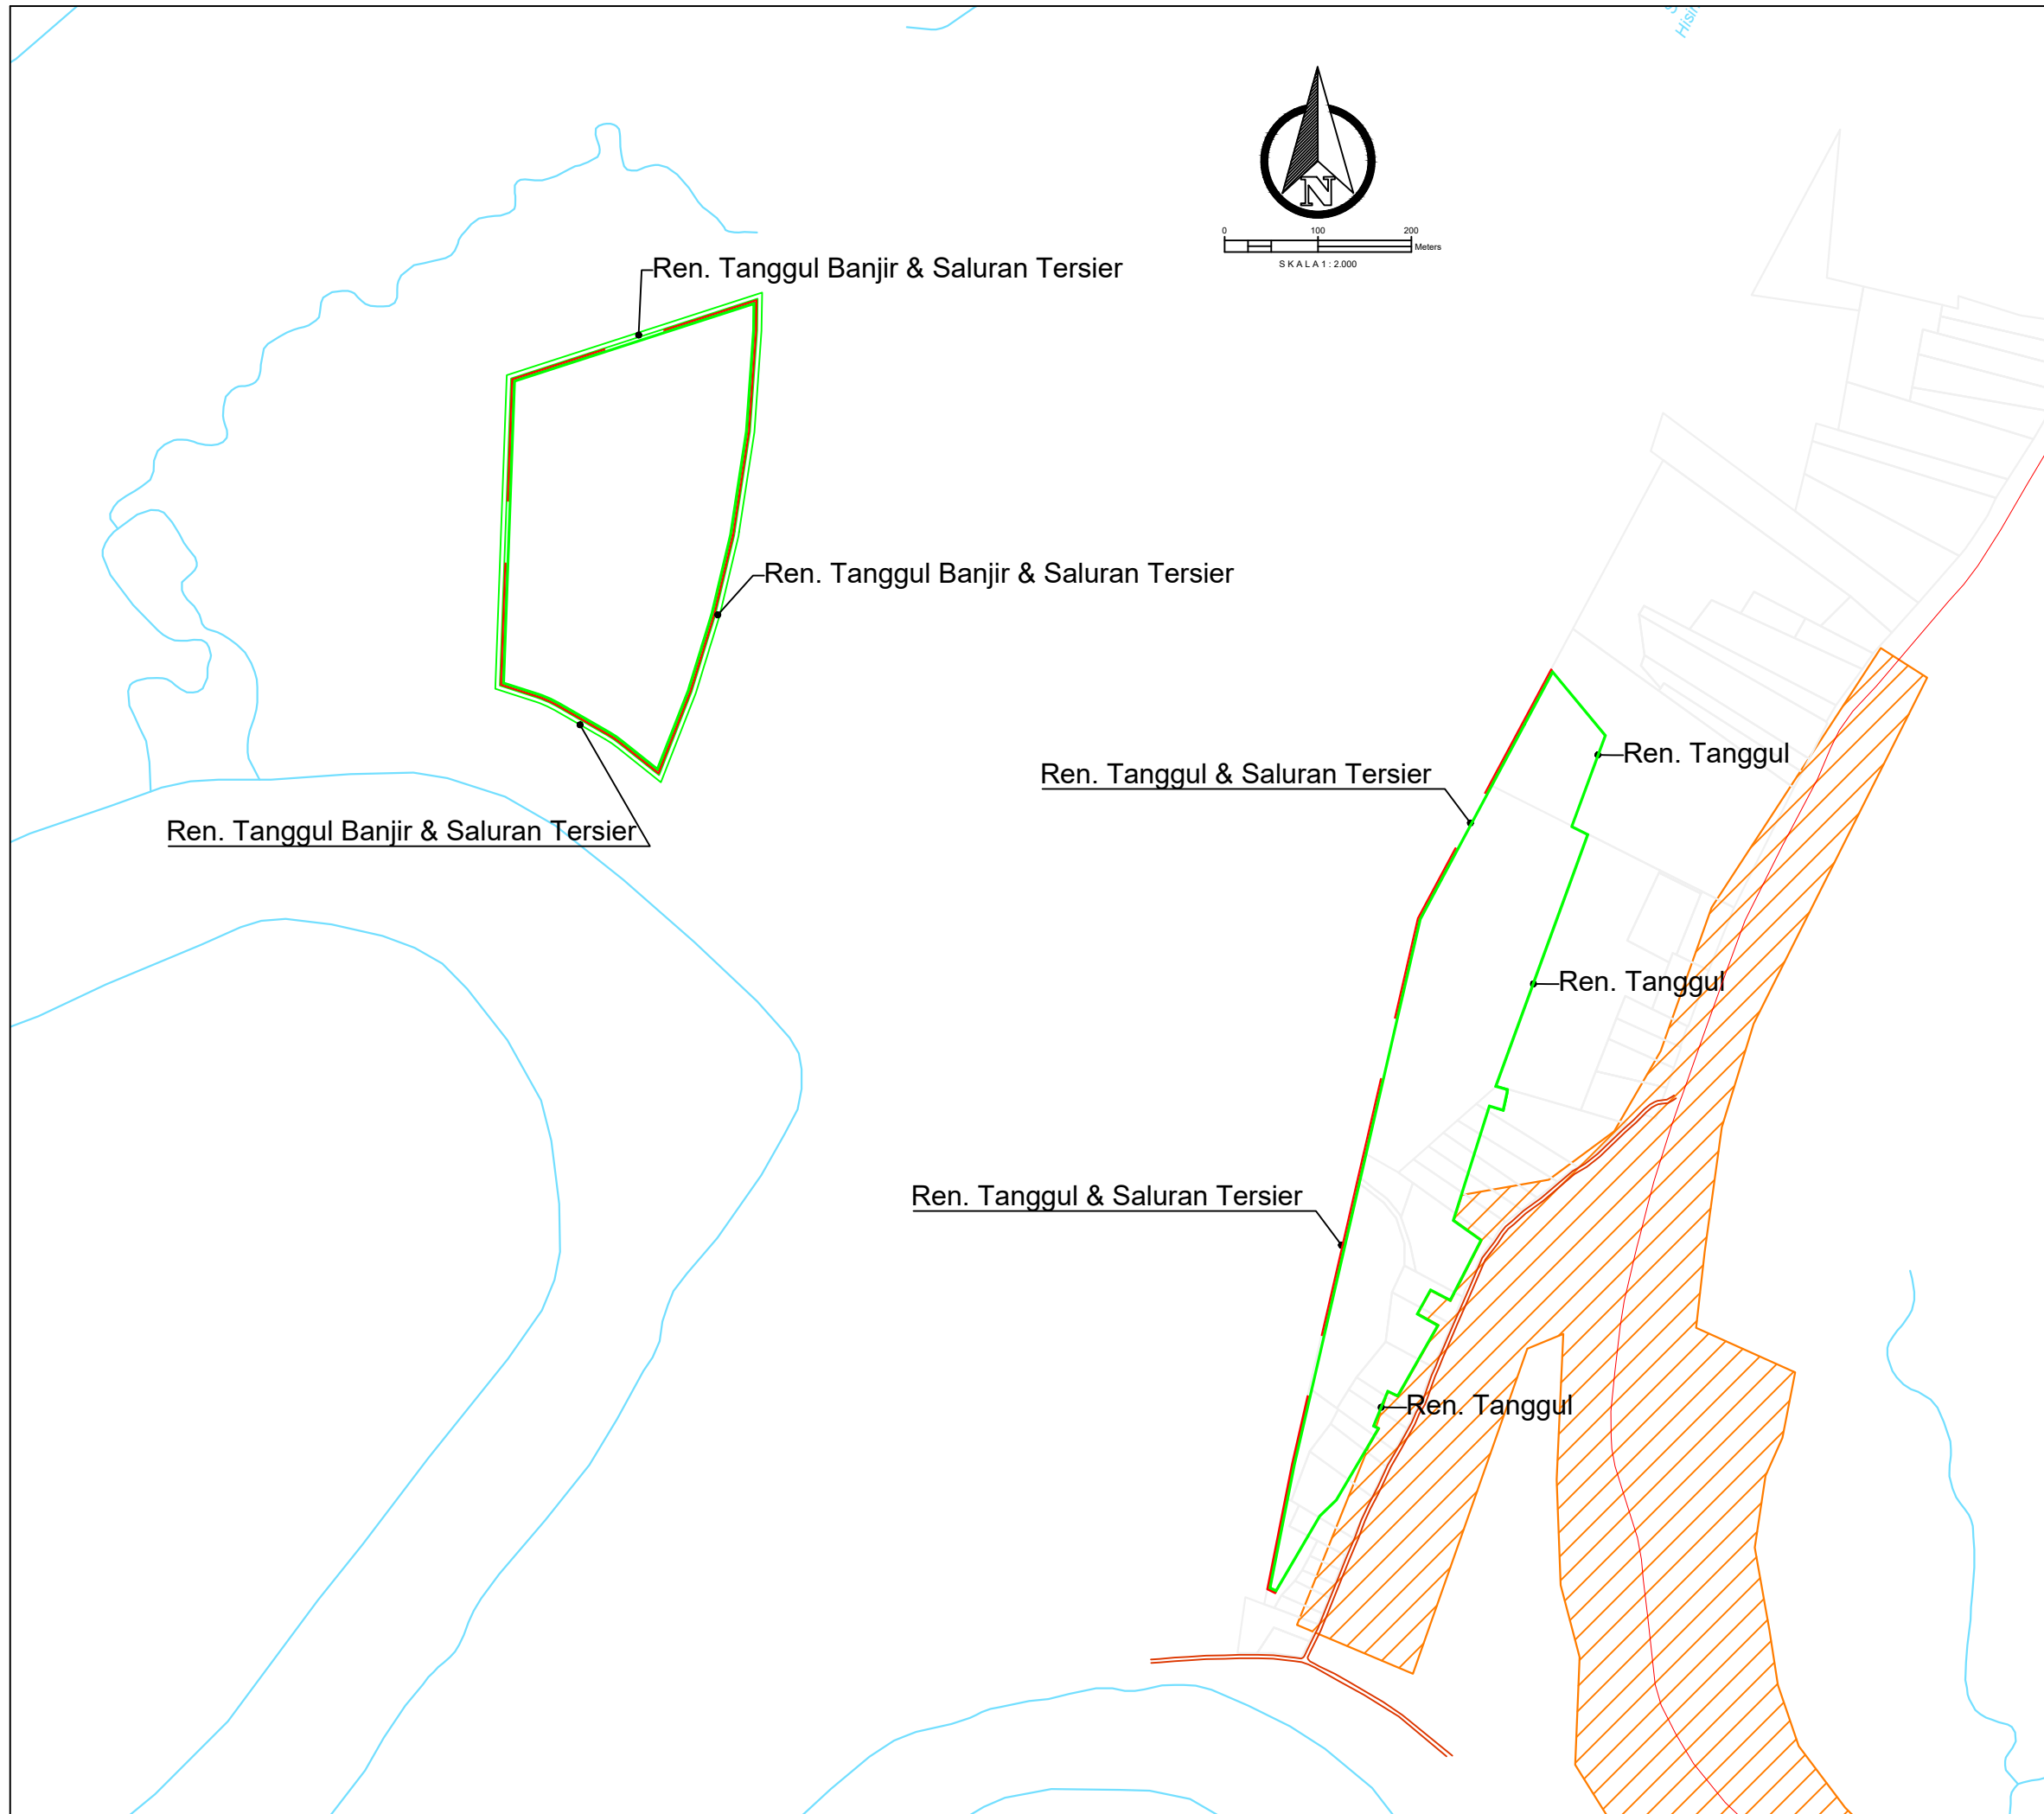 Hisir
N
0 100 200
Meters
S K A L A 1 : 2.000
Ren. Tanggul Banjir & Saluran Tersier
Ren. Tanggul Banjir & Saluran Tersier
Ren. Tanggul
Ren. Tanggul & Saluran Tersier
Ren. Tanggul Banjir & Saluran Tersier
Ren. Tanggul
Ren. Tanggul & Saluran Tersier
Ren. Tanggul